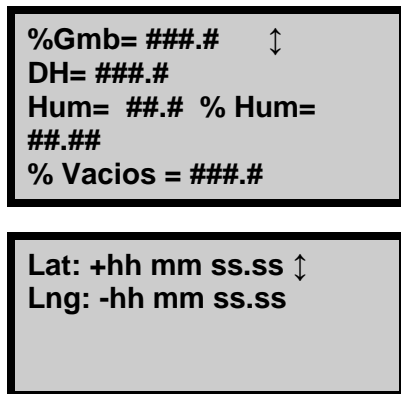 %Gmb= ###.# ↕
DH= ###.#
Hum= ##.# % Hum=
##.##
% Vacios = ###.#
Lat: +hh mm ss.ss ↕
Lng: -hh mm ss.ss